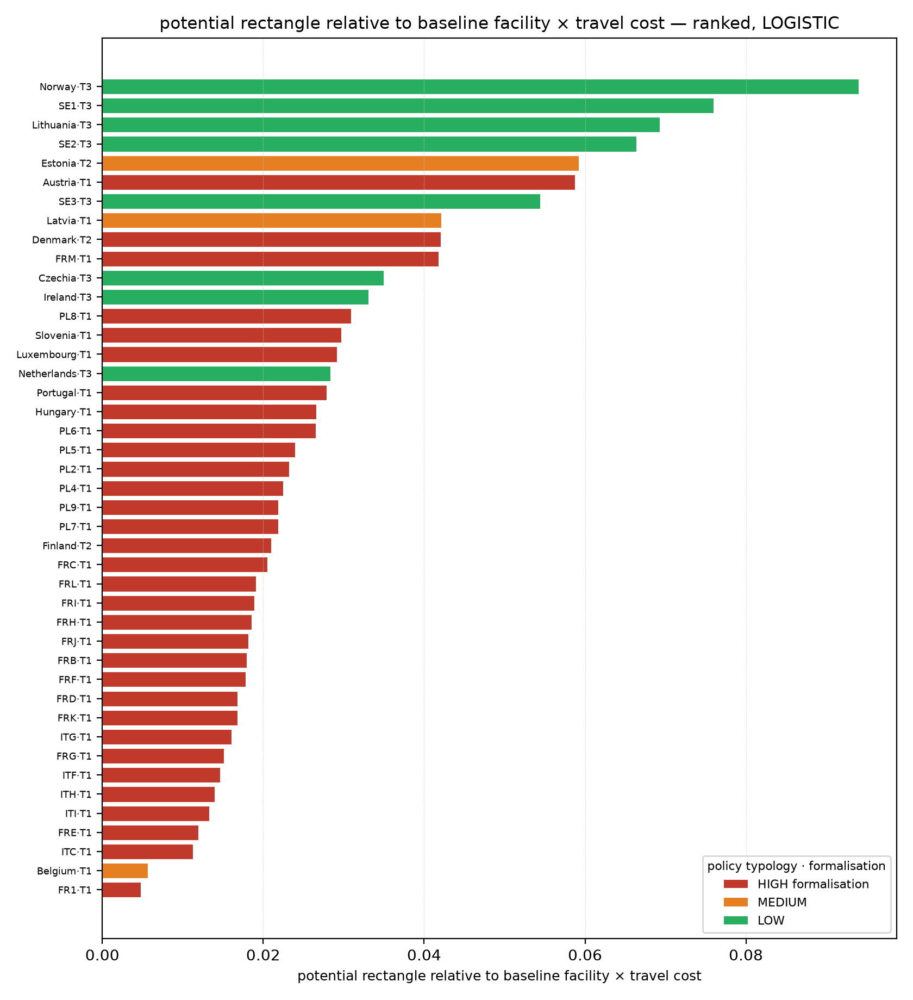 potential rectangle relative to baseline facility × travel cost — ranked, LOGISTIC
Norway·T3
SE1·T3
Lithuania·T3
SE2·T3
Estonia·T2
Austria·T1
SE3·T3
Latvia·T1
Denmark·T2
FRM·T1
Czechia·T3
Ireland·T3
PL8·T1
Slovenia·T1
Luxembourg·T1
Netherlands·T3
Portugal·T1
Hungary·T1
PL6·T1
PL5·T1
PL2·T1
PL4·T1
PL9·T1
PL7·T1
Finland·T2
FRC·T1
FRL·T1
FRI·T1
FRH·T1
FRJ·T1
FRB·T1
FRF·T1
FRD·T1
FRK·T1
ITG·T1
FRG·T1
ITF·T1
ITH·T1
ITI·T1
FRE·T1
ITC·T1
Belgium·T1
FR1·T1
policy typology · formalisation
HIGH formalisation
MEDIUM
LOW
0.00 0.02 0.04 0.06 0.08
potential rectangle relative to baseline facility × travel cost